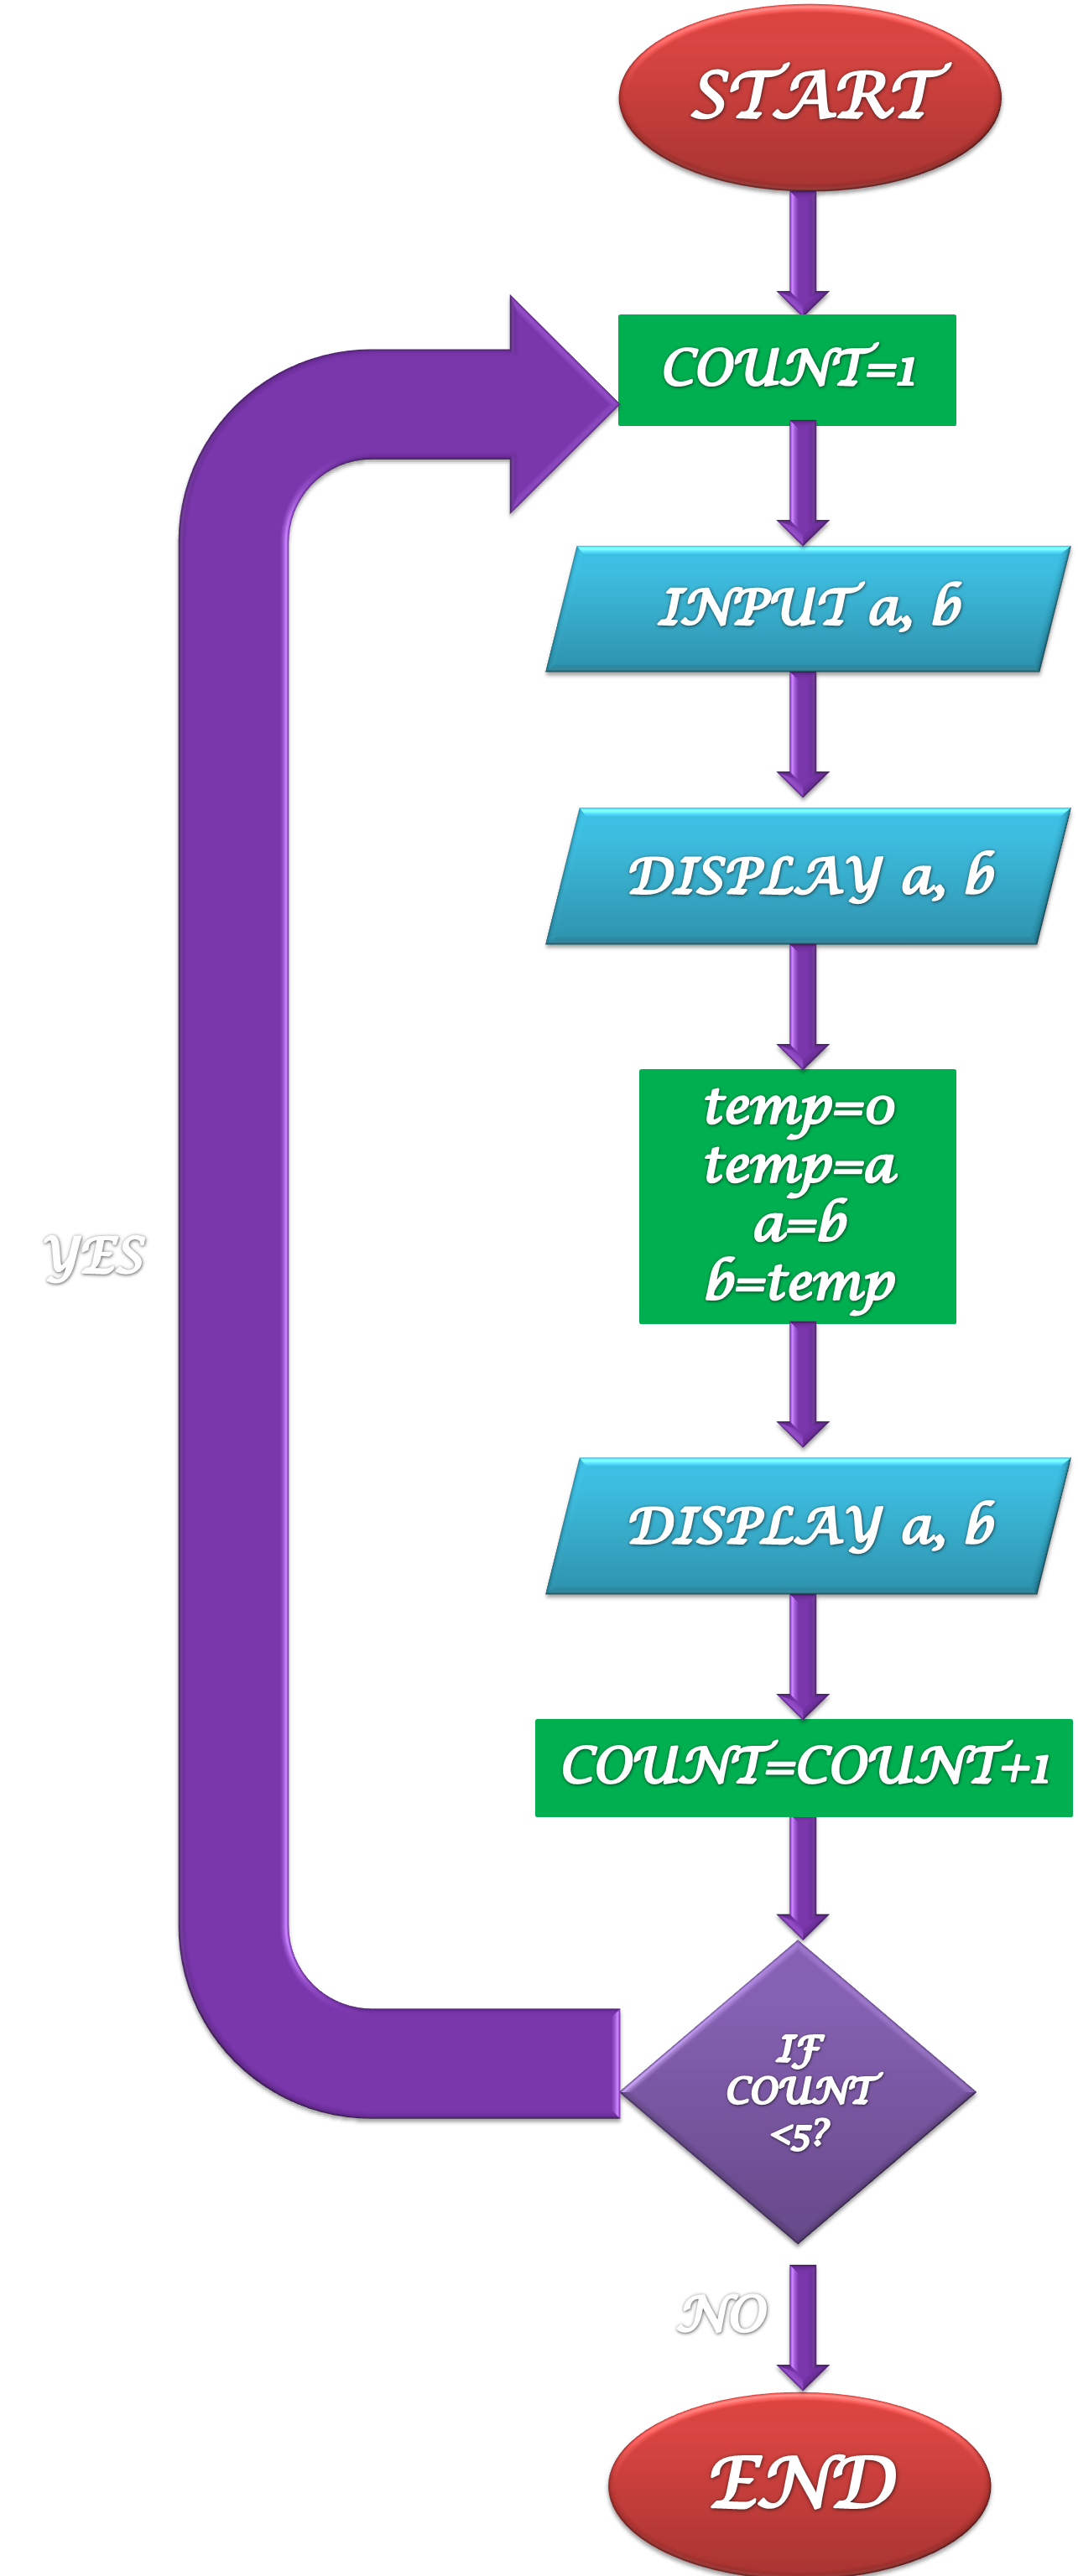 START
COUNT=1
INPUT a, b
DISPLAY a, b
temp=0
temp=a
a=b
b=temp
YES
DISPLAY a, b
COUNT=COUNT+1
IF
COUNT
<5?
NO
END